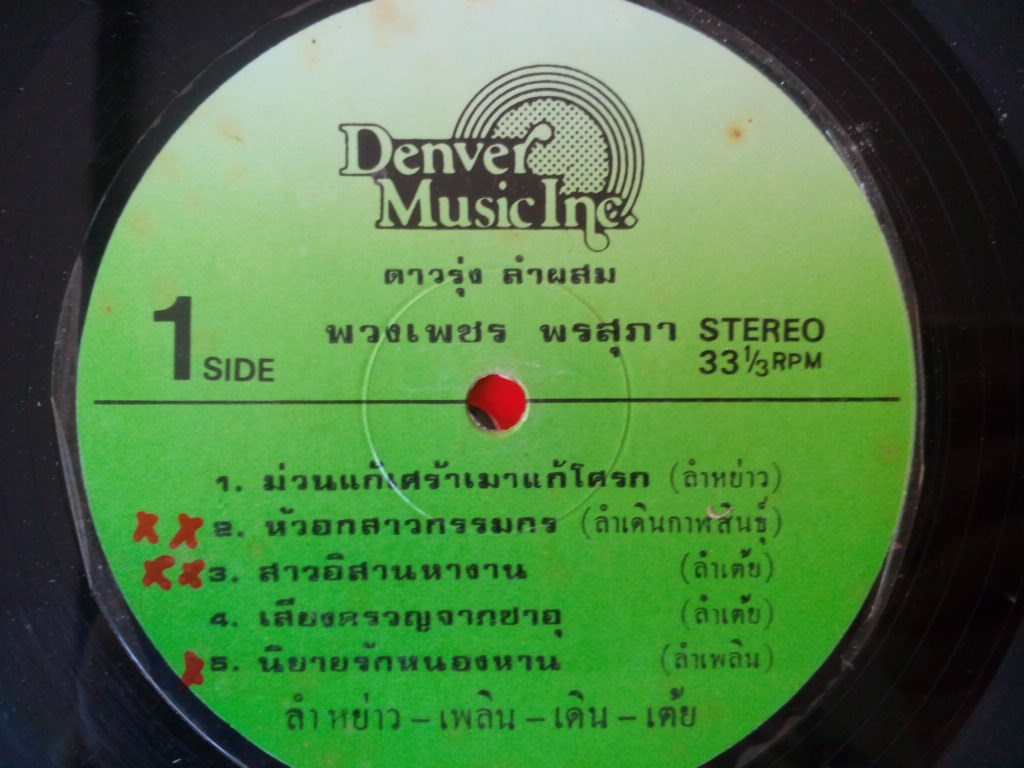 Denver
Music Inc.
ดาวรุ่ง ลำผสม
1 SIDE
พวงเพชร พรสุภา STEREO
33 1/3 RPM
1. ม่วนแก้เศร้าเมาแก้โศรก (ลำหย่าว)
X X 2. หัวอกสาวกรรมกร (ลำเดินกาฬสินธุ์)
X X 3. สาวอิสานหางาน (ลำเต้ย)
4. เสียงครวญจากซาอุ (ลำเต้ย)
X 5. นิยายรักหนองหาน (ลำเพลิน)
ลำหย่าว - เพลิน - เดิน - เต้ย